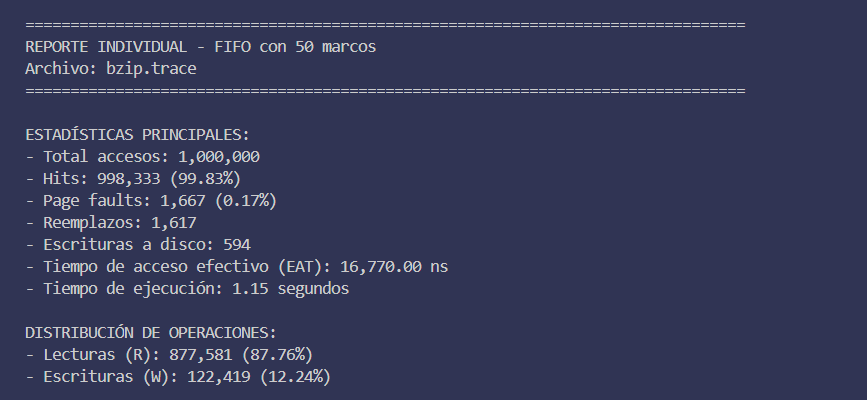 ================================================================================
REPORTE INDIVIDUAL - FIFO con 50 marcos
Archivo: bzip.trace
================================================================================
ESTADÍSTICAS PRINCIPALES:
- Total accesos: 1,000,000
- Hits: 998,333 (99.83%)
- Page faults: 1,667 (0.17%)
- Reemplazos: 1,617
- Escrituras a disco: 594
- Tiempo de acceso efectivo (EAT): 16,770.00 ns
- Tiempo de ejecución: 1.15 segundos
DISTRIBUCIÓN DE OPERACIONES:
- Lecturas (R): 877,581 (87.76%)
- Escrituras (W): 122,419 (12.24%)